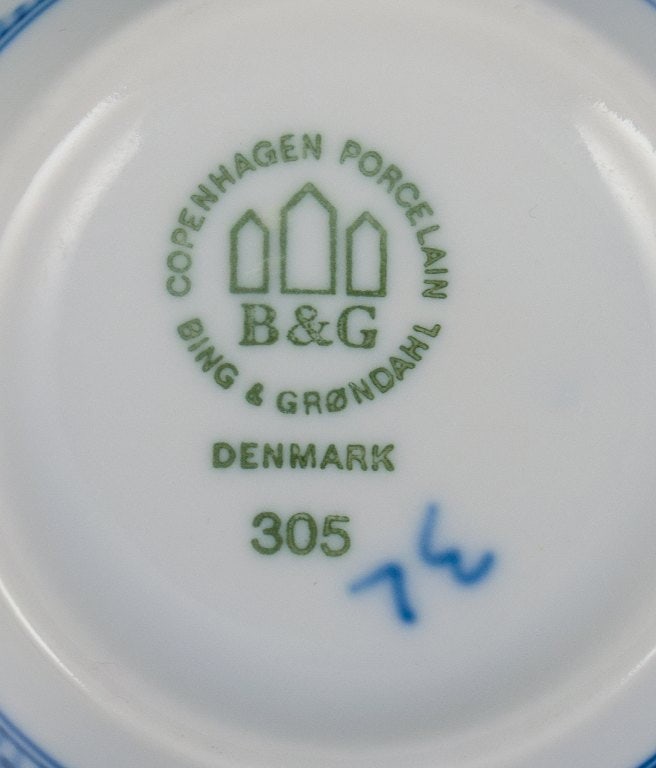 COPENHAGEN PORCELAIN
B&G
BING & GRØNDAHL
DENMARK
305